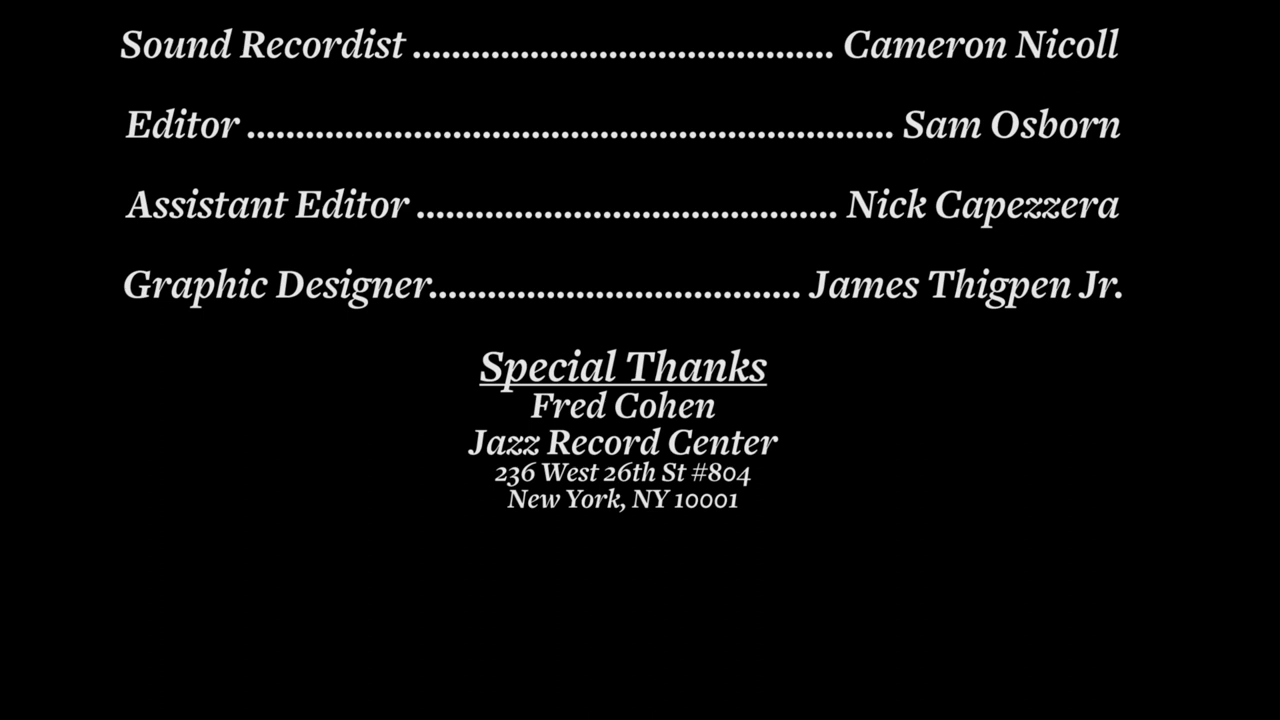 Sound Recordist ........................................... Cameron Nicoll
Editor .................................................................. Sam Osborn
Assistant Editor ........................................... Nick Capezzera
Graphic Designer...................................... James Thigpen Jr.
Special Thanks
Fred Cohen
Jazz Record Center
236 West 26th St #804
New York, NY 10001